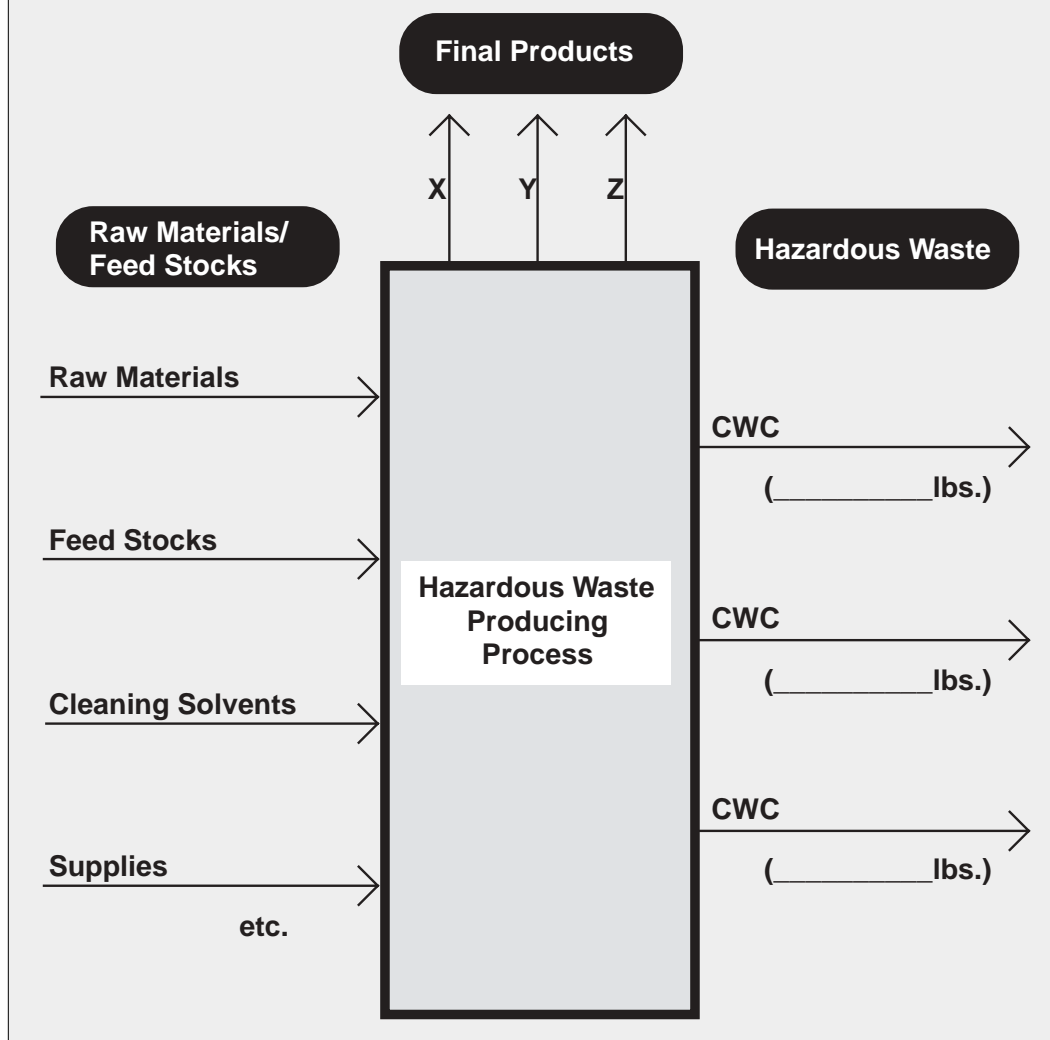 Final Products
X Y Z
Raw Materials/
Feed Stocks
Hazardous Waste
Raw Materials
Feed Stocks
Cleaning Solvents
Supplies
etc.
Hazardous Waste
Producing
Process
CWC
(__________lbs.)
CWC
(__________lbs.)
CWC
(__________lbs.)